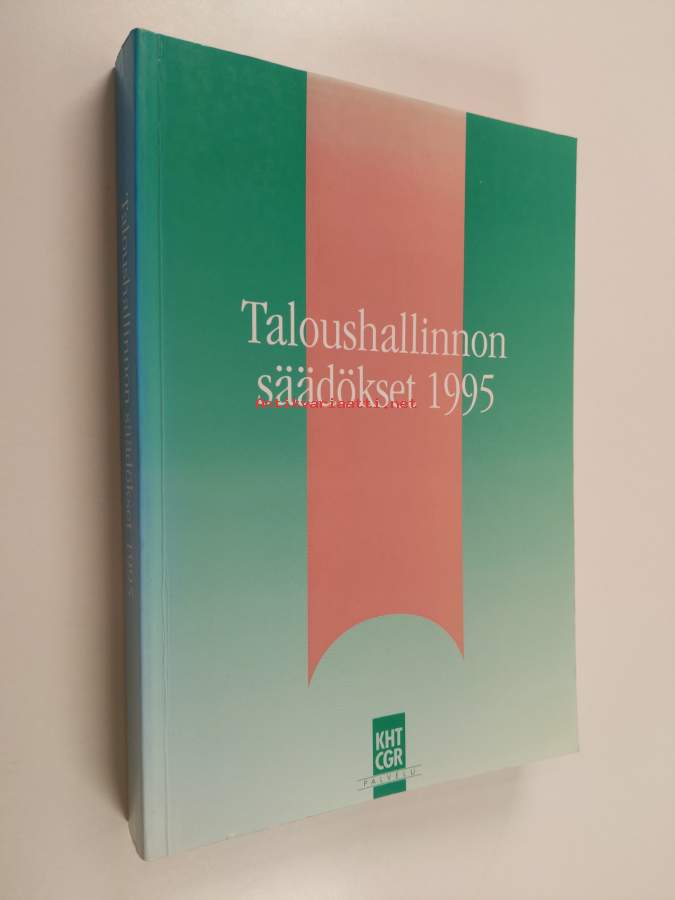 Taloushallinnon säädökset 1995
Taloushallinnon
säädökset 1995
Antikvariaatti.net
KHT
CGR
PALVELU